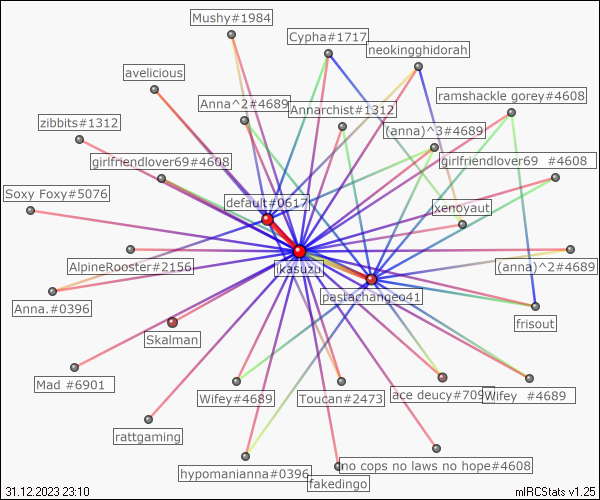 Mushy#1984
Cypha#1717
neokingghidorah
avelicious
ramshackle gorey#4608
Anna^2#4689
Annarchist#1312
zibbits#1312
(anna)^3#4689
girlfriendlover69#4608
girlfriendlover69 #4608
Soxy Foxy#5076
default#0617
xenoyaut
AlpineRooster#2156
ikasuzu
(anna)^2#4689
pastachangeo41
Anna.#0396
frisout
Skalman
Mad #6901
Wifey#4689
Toucan#2473
ace deucy#709
Wifey #4689
rattgaming
hypomanianna#0396
no cops no laws no hope#4608
fakedingo
31.12.2023 23:10
mIRCStats v1.25